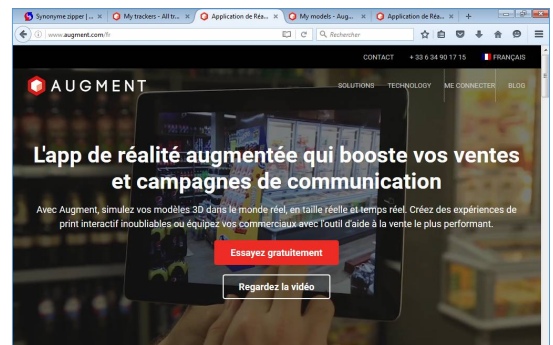 Synonyme zipper | ...
My trackers - All tr...
Application de Réa...
My models - Aug...
Application de Réa...
www.augment.com/fr
Rechercher
CONTACT + 33 6 34 90 17 15 FRANÇAIS
AUGMENT
SOLUTIONS TECHNOLOGY ME CONNECTER BLOG
L'app de réalité augmentée qui booste vos ventes
et campagnes de communication
Avec Augment, simulez vos modèles 3D dans le monde réel, en taille réelle et temps réel. Créez des expériences de
print interactif inoubliables ou équipez vos commerciaux avec l'outil d'aide à la vente le plus performant.
Essayez gratuitement
Regardez la vidéo